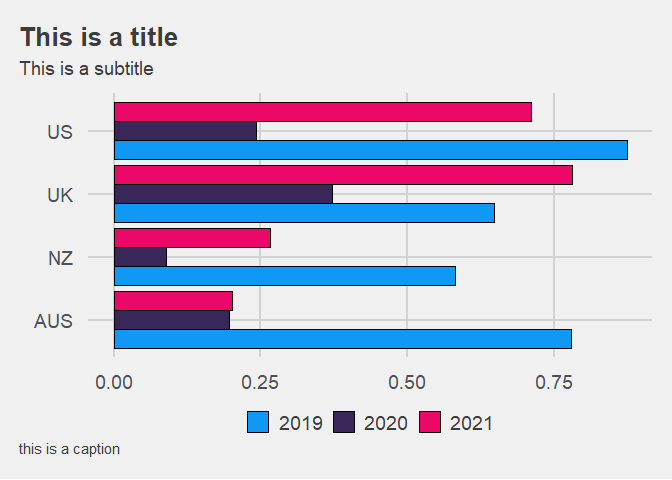 This is a title
This is a subtitle
US
UK
NZ
AUS
0.00 0.25 0.50 0.75
2019 2020 2021
this is a caption